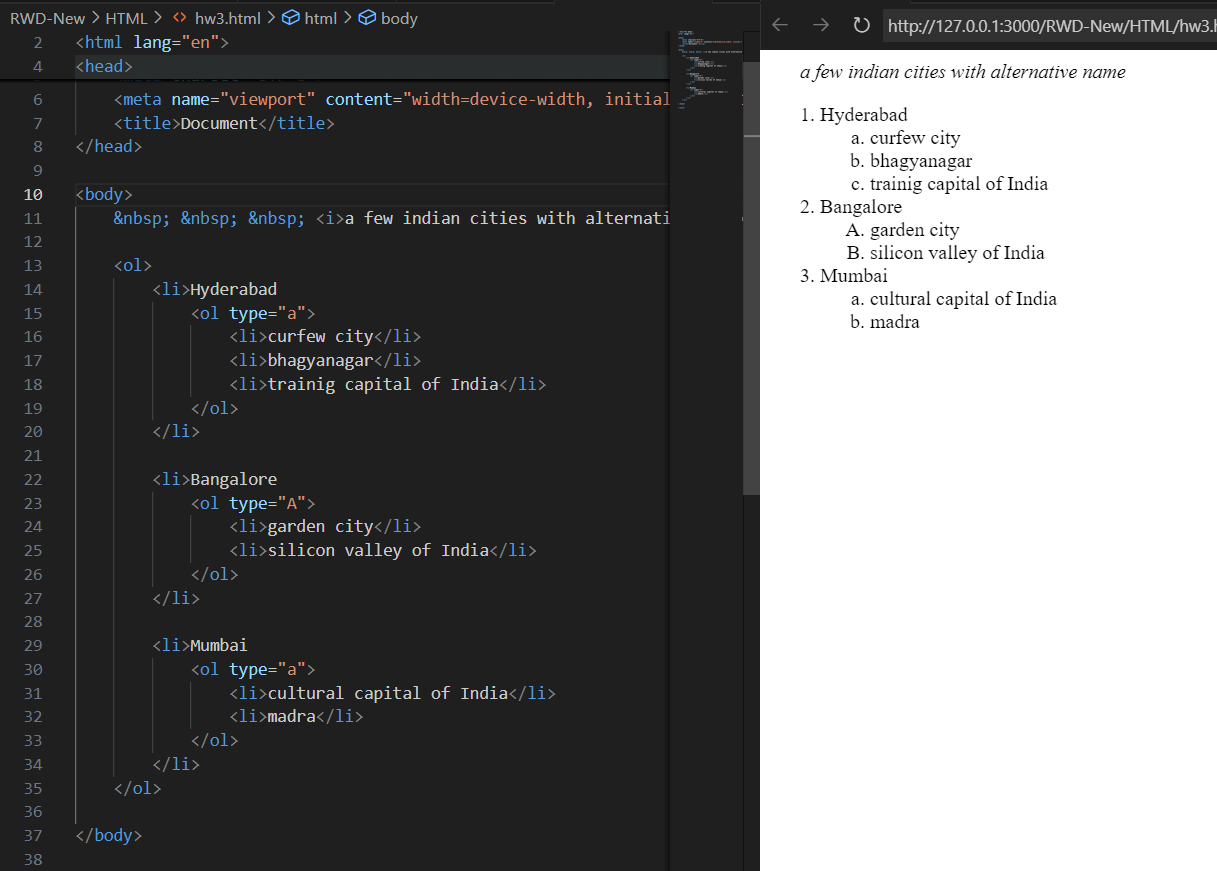 RWD-New > HTML > <> hw3.html > html > body
2 <html lang="en">
4 <head>
6 <meta name="viewport" content="width=device-width, initial
7 <title>Document</title>
8 </head>
9
10 <body>
11 &nbsp; &nbsp; &nbsp; <i>a few indian cities with alternati
12
13 <ol>
14 <li>Hyderabad
15 <ol type="a">
16 <li>curfew city</li>
17 <li>bhagyanagar</li>
18 <li>trainig capital of India</li>
19 </ol>
20 </li>
21
22 <li>Bangalore
23 <ol type="A">
24 <li>garden city</li>
25 <li>silicon valley of India</li>
26 </ol>
27 </li>
28
29 <li>Mumbai
30 <ol type="a">
31 <li>cultural capital of India</li>
32 <li>madra</li>
33 </ol>
34 </li>
35 </ol>
36
37 </body>
38
http://127.0.0.1:3000/RWD-New/HTML/hw3.h
a few indian cities with alternative name
1. Hyderabad
a. curfew city
b. bhagyanagar
c. trainig capital of India
2. Bangalore
A. garden city
B. silicon valley of India
3. Mumbai
a. cultural capital of India
b. madra